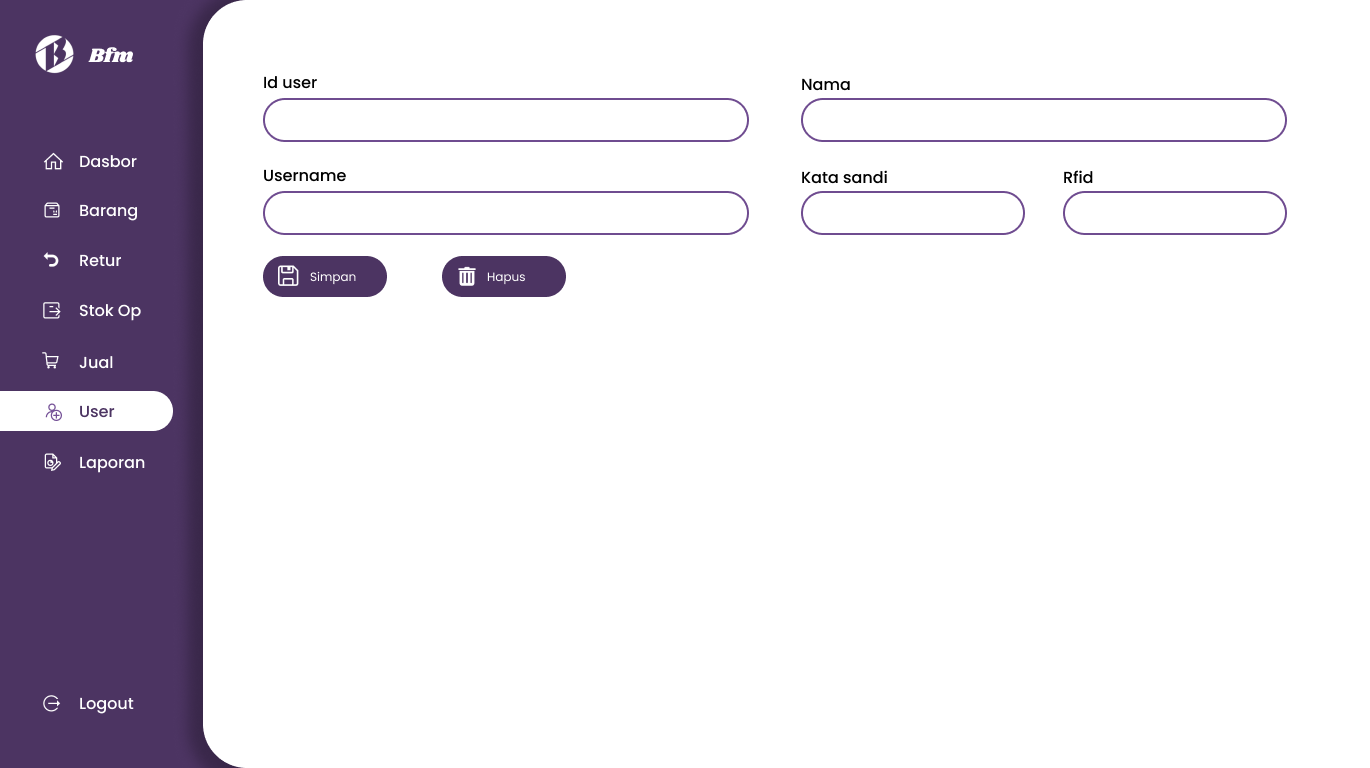 Bfm
Dasbor
Barang
Retur
Stok Op
Jual
User
Laporan
Logout
Id user
Nama
Username
Kata sandi
Rfid
Simpan
Hapus